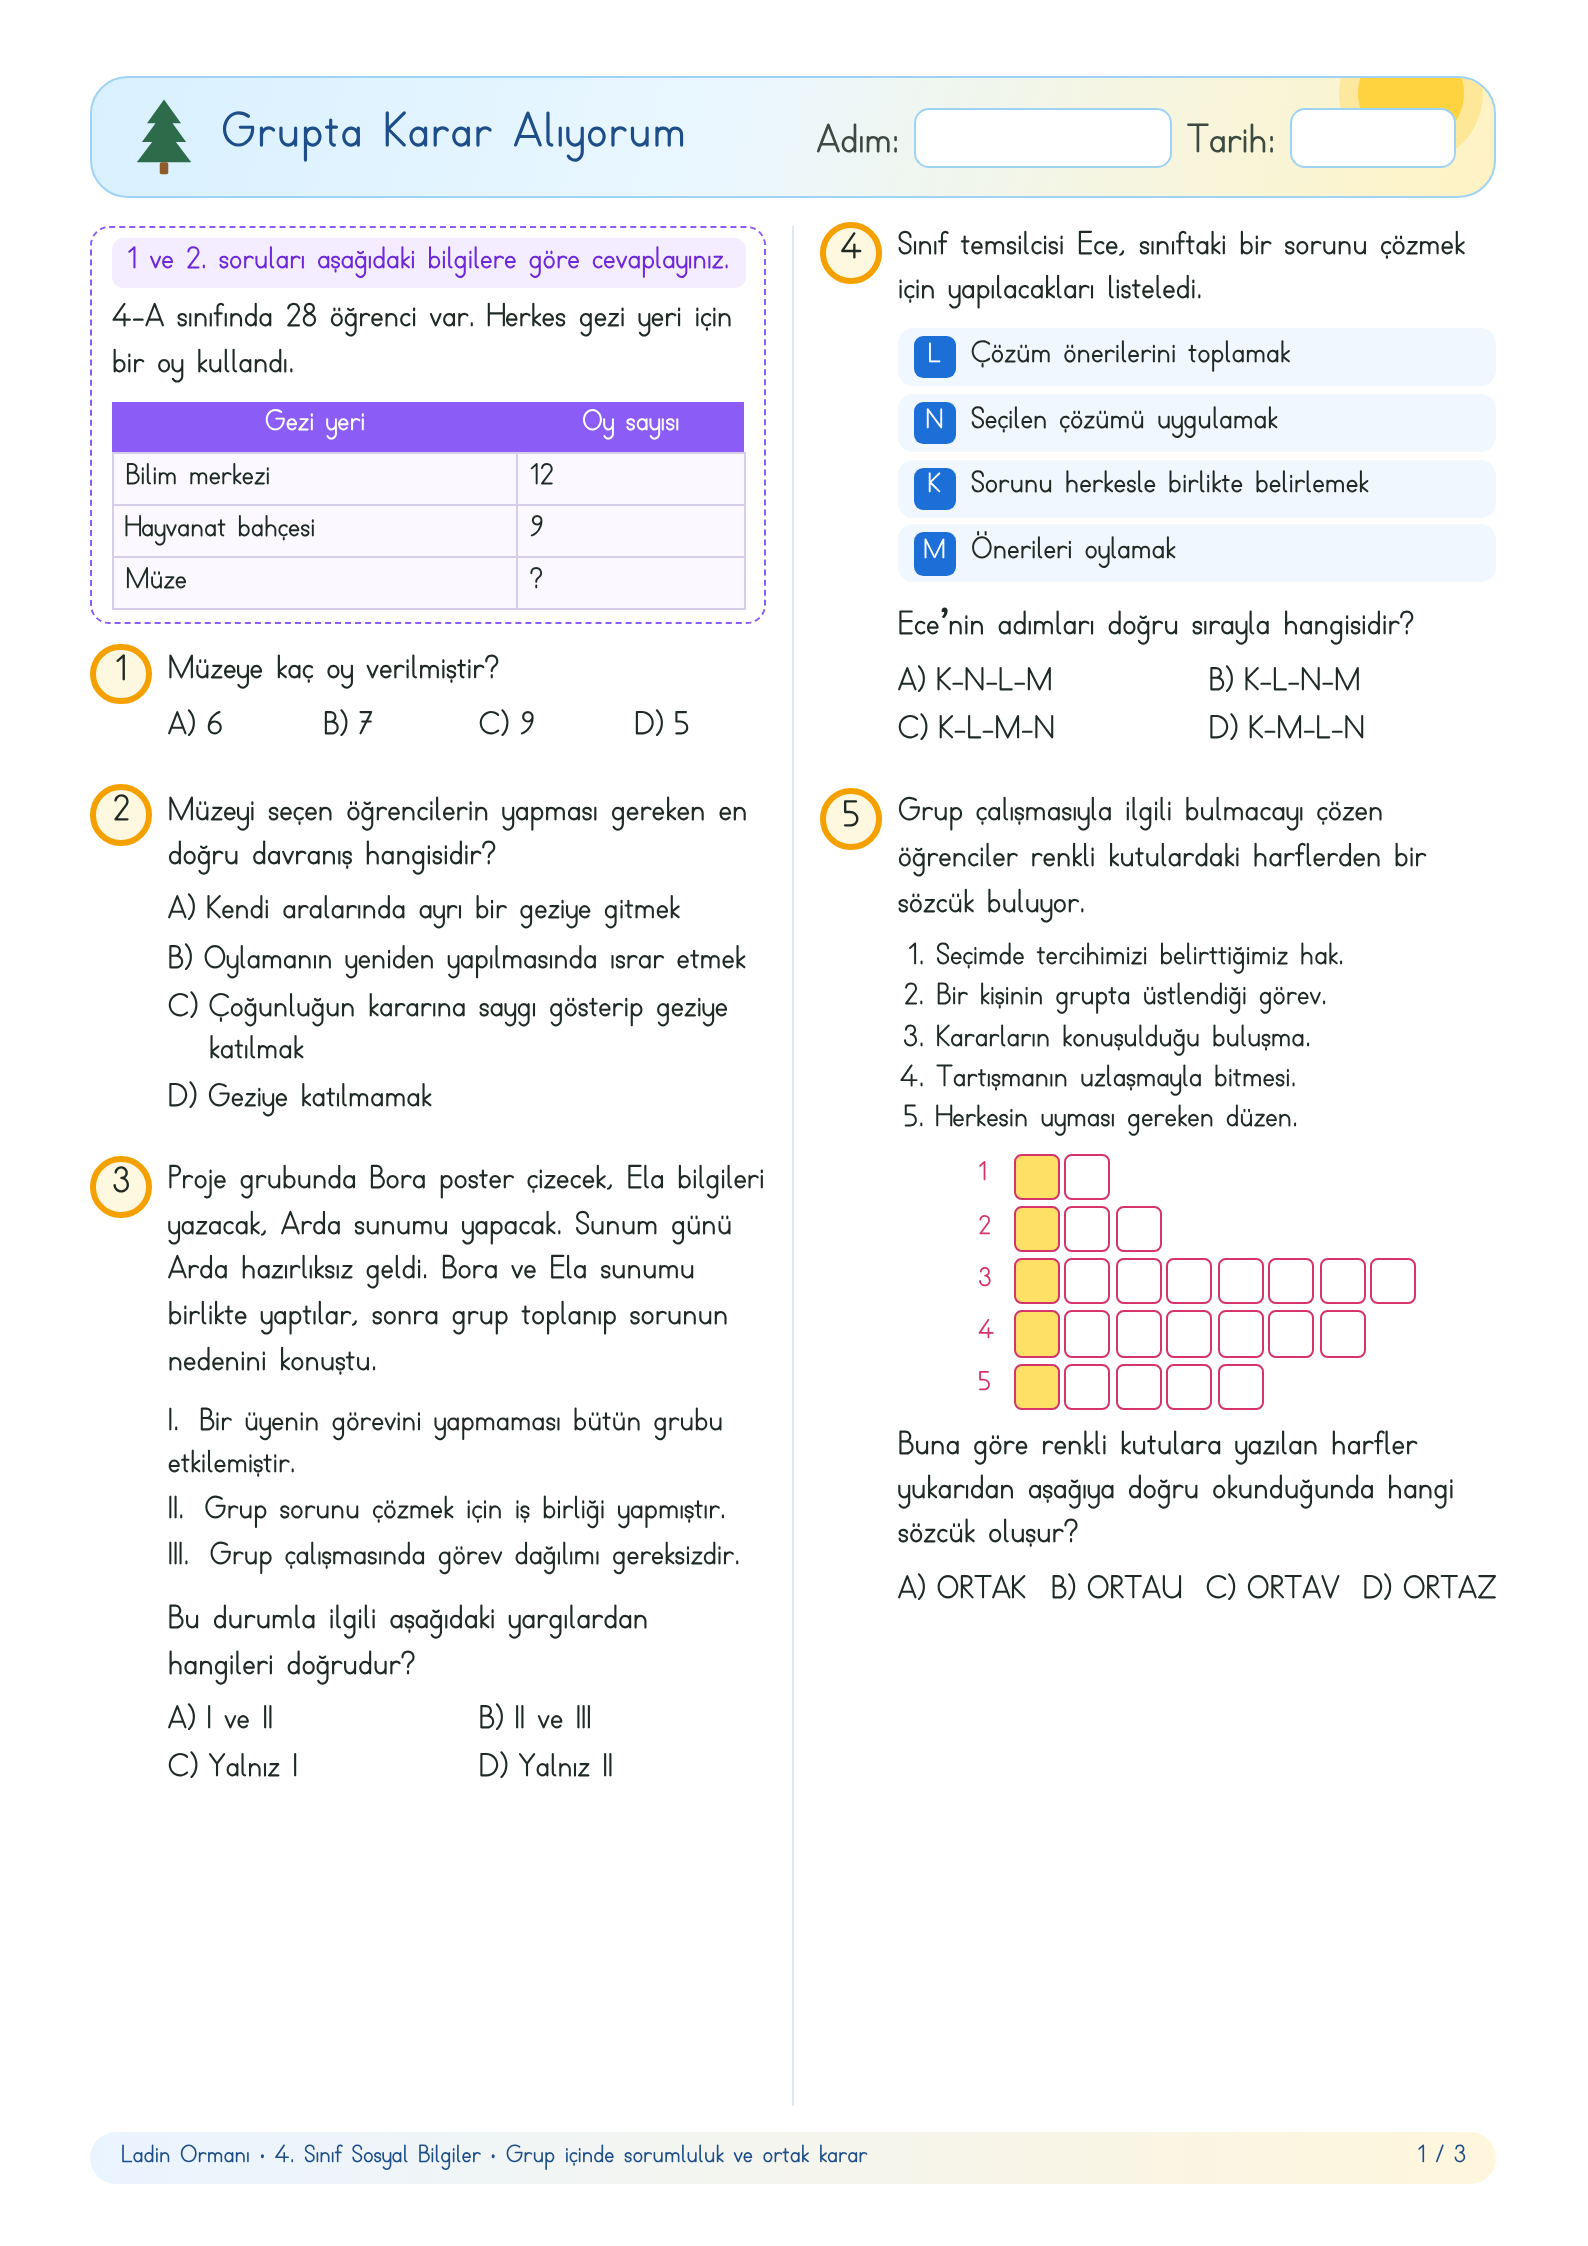 Grupta Karar Alıyorum
Adım:
Tarih:
1 ve 2. soruları aşağıdaki bilgilere göre cevaplayınız.
4-A sınıfında 28 öğrenci var. Herkes gezi yeri için
bir oy kullandı.
Gezi yeri Oy sayısı
Bilim merkezi 12
Hayvanat bahçesi 9
Müze ?
1 Müzeye kaç oy verilmiştir?
A) 6 B) 7 C) 9 D) 5
2 Müzeyi seçen öğrencilerin yapması gereken en
doğru davranış hangisidir?
A) Kendi aralarında ayrı bir geziye gitmek
B) Oylamanın yeniden yapılmasında ısrar etmek
C) Çoğunluğun kararına saygı gösterip geziye
katılmak
D) Geziye katılmamak
3 Proje grubunda Bora poster çizecek, Ela bilgileri
yazacak, Arda sunumu yapacak. Sunum günü
Arda hazırlıksız geldi. Bora ve Ela sunumu
birlikte yaptılar, sonra grup toplanıp sorunun
nedenini konuştu.
I. Bir üyenin görevini yapmaması bütün grubu
etkilemiştir.
II. Grup sorunu çözmek için iş birliği yapmıştır.
III. Grup çalışmasında görev dağılımı gereksizdir.
Bu durumla ilgili aşağıdaki yargılardan
hangileri doğrudur?
A) I ve II B) II ve III
C) Yalnız I D) Yalnız II
4 Sınıf temsilcisi Ece, sınıftaki bir sorunu çözmek
için yapılacakları listeledi.
L Çözüm önerilerini toplamak
N Seçilen çözümü uygulamak
K Sorunu herkesle birlikte belirlemek
M Önerileri oylamak
Ece’nin adımları doğru sırayla hangisidir?
A) K-N-L-M B) K-L-N-M
C) K-L-M-N D) K-M-L-N
5 Grup çalışmasıyla ilgili bulmacayı çözen
öğrenciler renkli kutulardaki harflerden bir
sözcük buluyor.
1. Seçimde tercihimizi belirttiğimiz hak.
2. Bir kişinin grupta üstlendiği görev.
3. Kararların konuşulduğu buluşma.
4. Tartışmanın uzlaşmayla bitmesi.
5. Herkesin uyması gereken düzen.
1
2
3
4
5
Buna göre renkli kutulara yazılan harfler
yukarıdan aşağıya doğru okunduğunda hangi
sözcük oluşur?
A) ORTAK B) ORTAU C) ORTAV D) ORTAZ
Ladin Ormanı • 4. Sınıf Sosyal Bilgiler • Grup içinde sorumluluk ve ortak karar
1 / 3